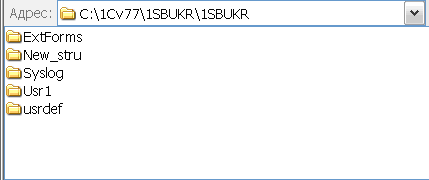 Адрес: C:\1Cv77\1SBUKR\1SBUKR
ExtForms
New_stru
Syslog
Usr1
usrdef